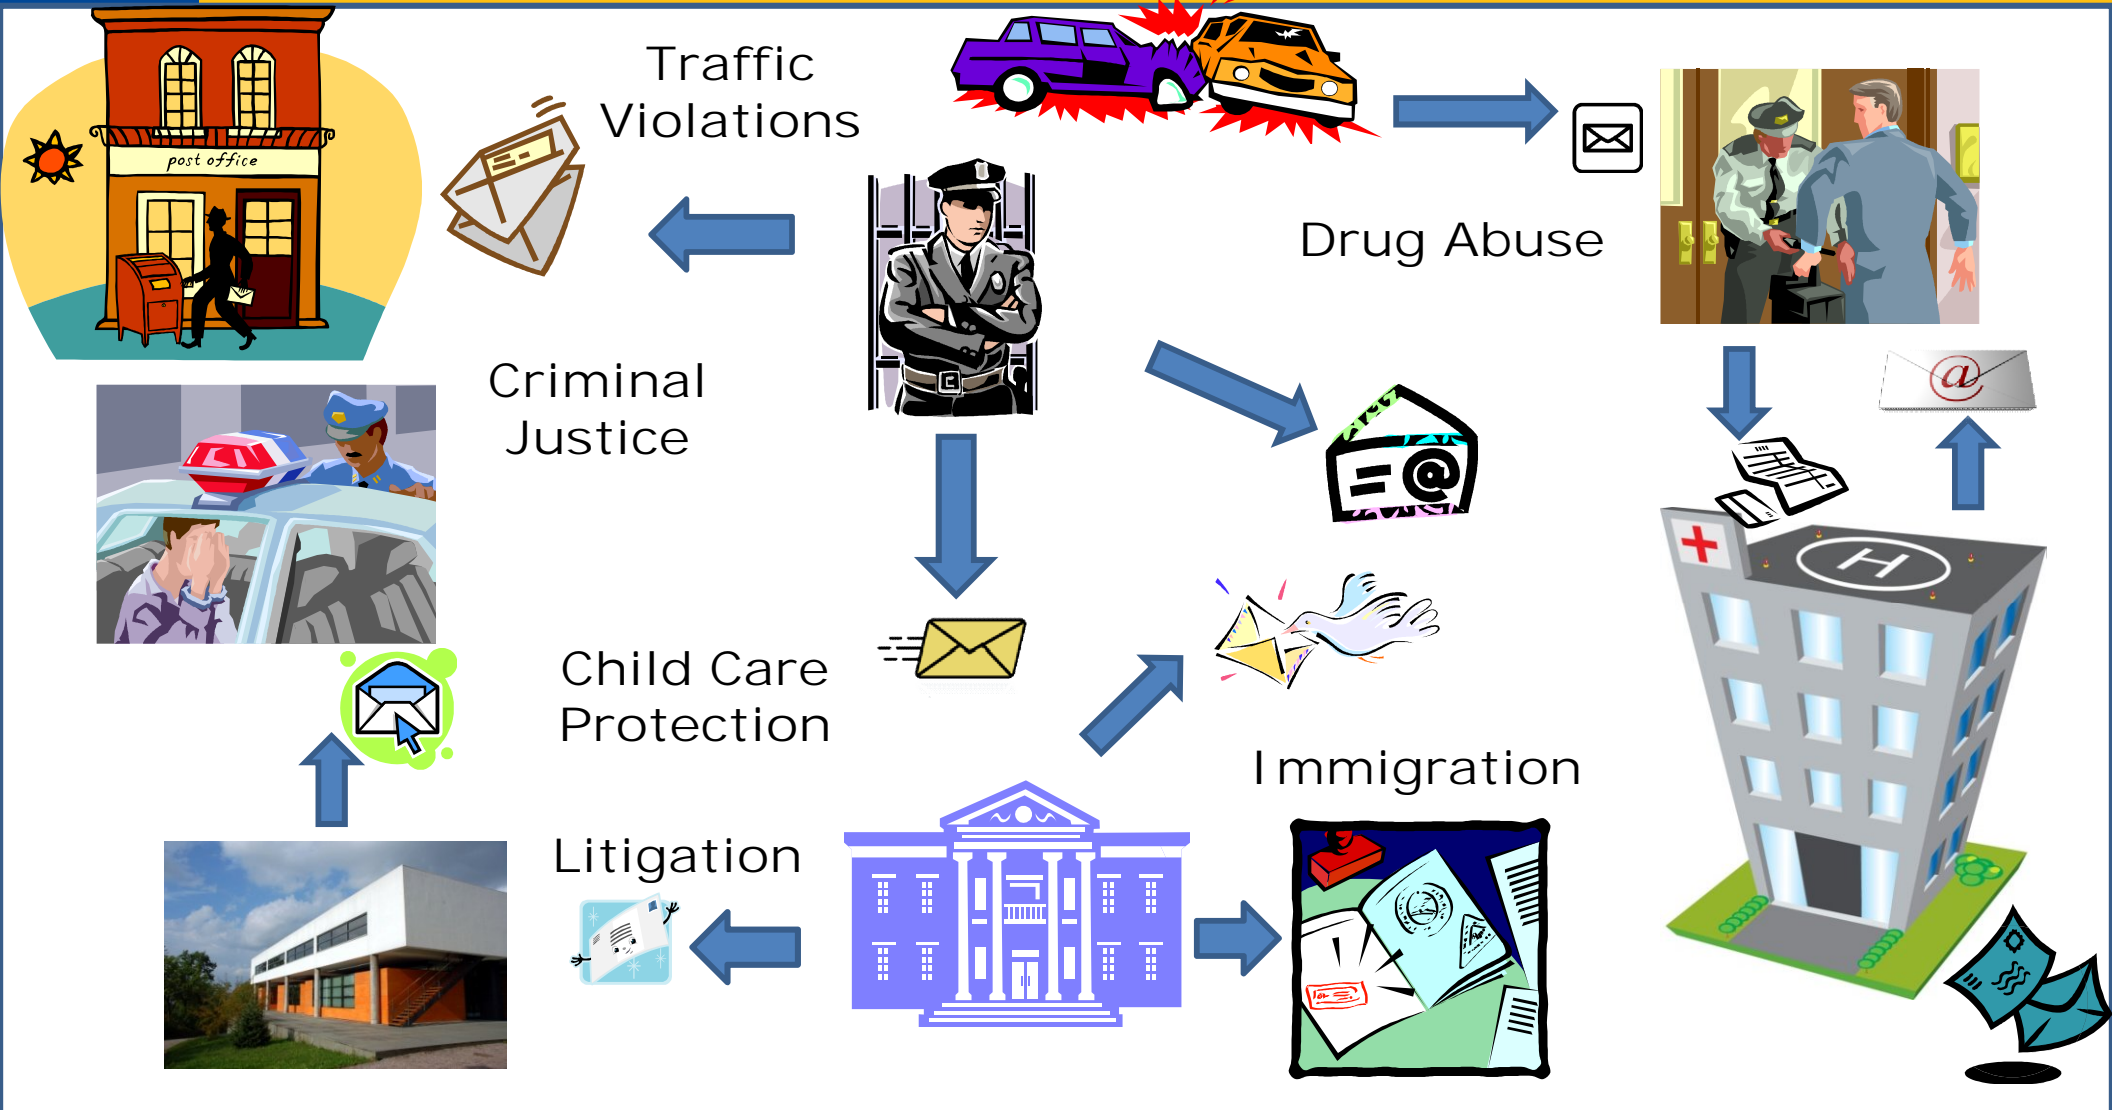 Traffic
Violations
post office
Drug Abuse
Criminal
Justice
@
@
H
Child Care
Protection
Immigration
Litigation